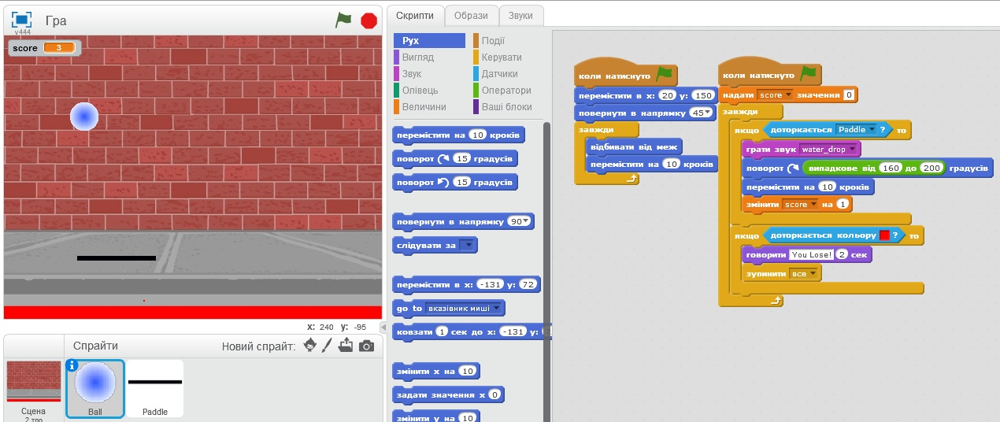 Гра
v444
score 3
x: 240 y: -95
Спрайти
Новий спрайт:
Сцена
Ball
Paddle
Скрипти
Образи
Звуки
Рух
Події
Вигляд
Керувати
Звук
Датчики
Олівець
Оператори
Величини
Ваші блоки
перемістити на 10 кроків
поворот 15 градусів
поворот 15 градусів
повернути в напрямку 90
слідувати за
перемістити в x: -131 y: 72
go to вказівник миші
ковзати 1 сек до x: -131 y:
змінити x на 10
задати значення x 0
змінити y на 10
коли натиснуто
перемістити в x: 20 y: 150
повернути в напрямку 45
завжди
відбивати від меж
перемістити на 10 кроків
коли натиснуто
надати score значення 0
завжди
якщо доторкається Paddle ? то
грати звук water_drop
поворот випадкове від 160 до 200 градусів
перемістити на 10 кроків
змінити score на 1
якщо доторкається кольору ? то
говорити You Lose! 2 сек
зупинити все